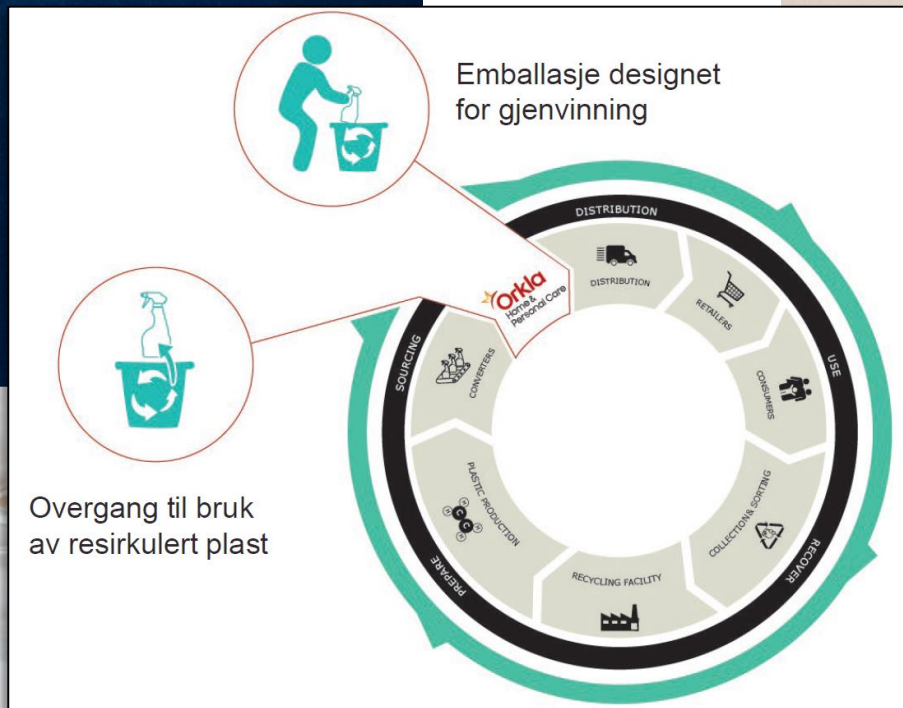 Emballasje designet
for gjenvinning
DISTRIBUTION
DISTRIBUTION
RETAILERS
USE
CONSUMERS
COLLECTION & SORTING
RECOVER
RECYCLING FACILITY
PREPARE
PLASTIC PRODUCTION
SOURCING
CONVERTERS
Orkla
Home &
Personal Care
Overgang til bruk
av resirkulert plast
C
C